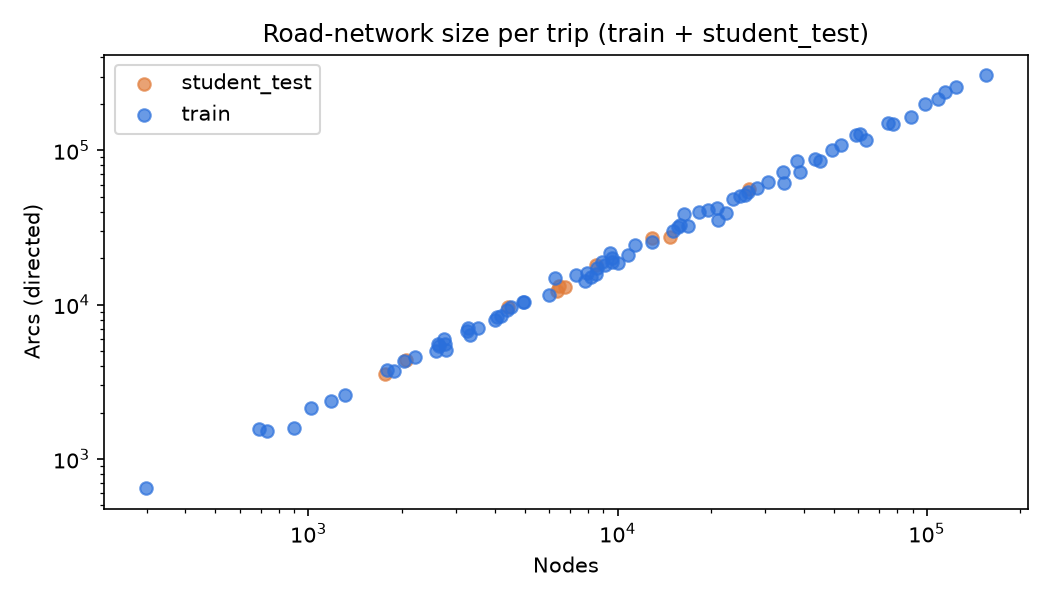 Road-network size per trip (train + student_test)
student_test
train
Arcs (directed)
10^5
10^4
10^3
10^3 10^4 10^5
Nodes